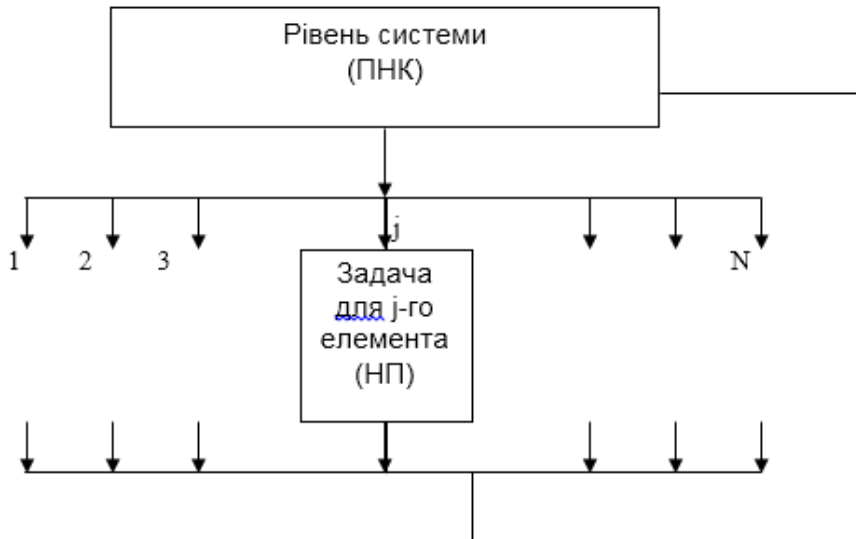 Рівень системи
(ПНК)
j
1 2 3 N
Задача
для j-го
елемента
(НП)